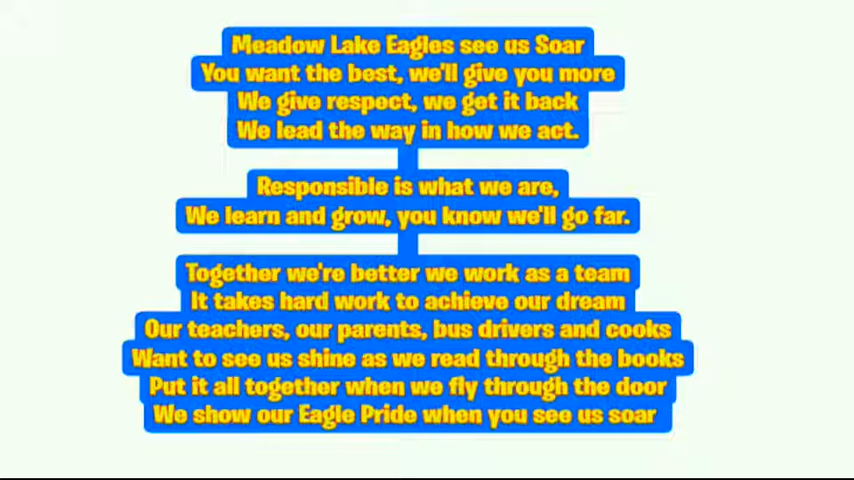 Meadow Lake Eagles see us Soar
You want the best, we'll give you more
We give respect, we get it back
We lead the way in how we act.
Responsible is what we are,
We learn and grow, you know we'll go far.
Together we're better we work as a team
It takes hard work to achieve our dream
Our teachers, our parents, bus drivers and cooks
Want to see us shine as we read through the books
Put it all together when we fly through the door
We show our Eagle Pride when you see us soar